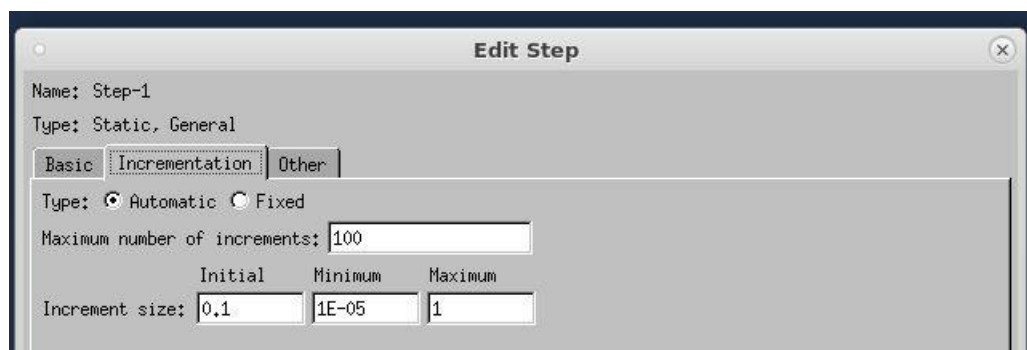 Edit Step
Name: Step-1
Type: Static, General
Basic Incrementation Other
Type: Automatic Fixed
Maximum number of increments: 100
Initial Minimum Maximum
Increment size: 0.1 1E-05 1